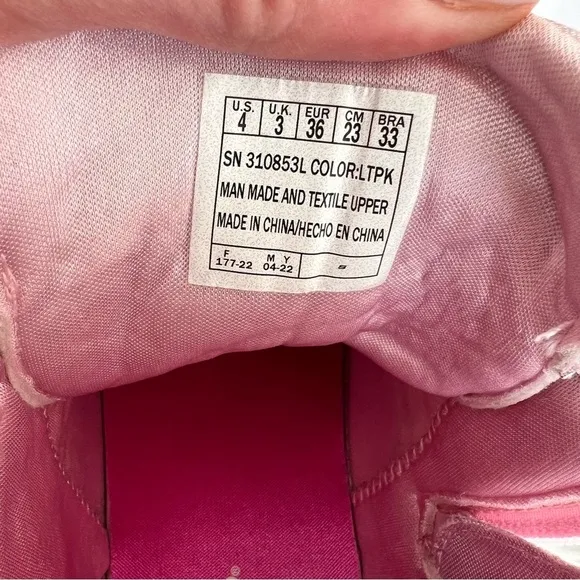 U.S. U.K. EUR CM BRA
4 3 36 23 33
SN 310853L COLOR:LTPK
MAN MADE AND TEXTILE UPPER
MADE IN CHINA/HECHO EN CHINA
F M Y
177-22 04-22
®